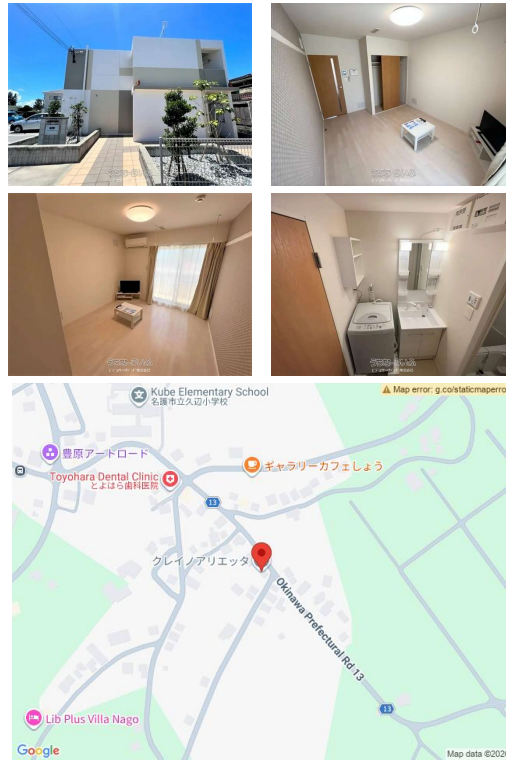 Kube Elementary School
名護市立久辺小学校
Map error: g.co/staticmaperro
豊原アートロード
Toyohara Dental Clinic
とよはら歯科医院
ギャラリーカフェしょう
13
クレイノアリエッタ
Okinawa Prefectural Rd 13
13
Lib Plus Villa Nago
Google
Map data ©2026